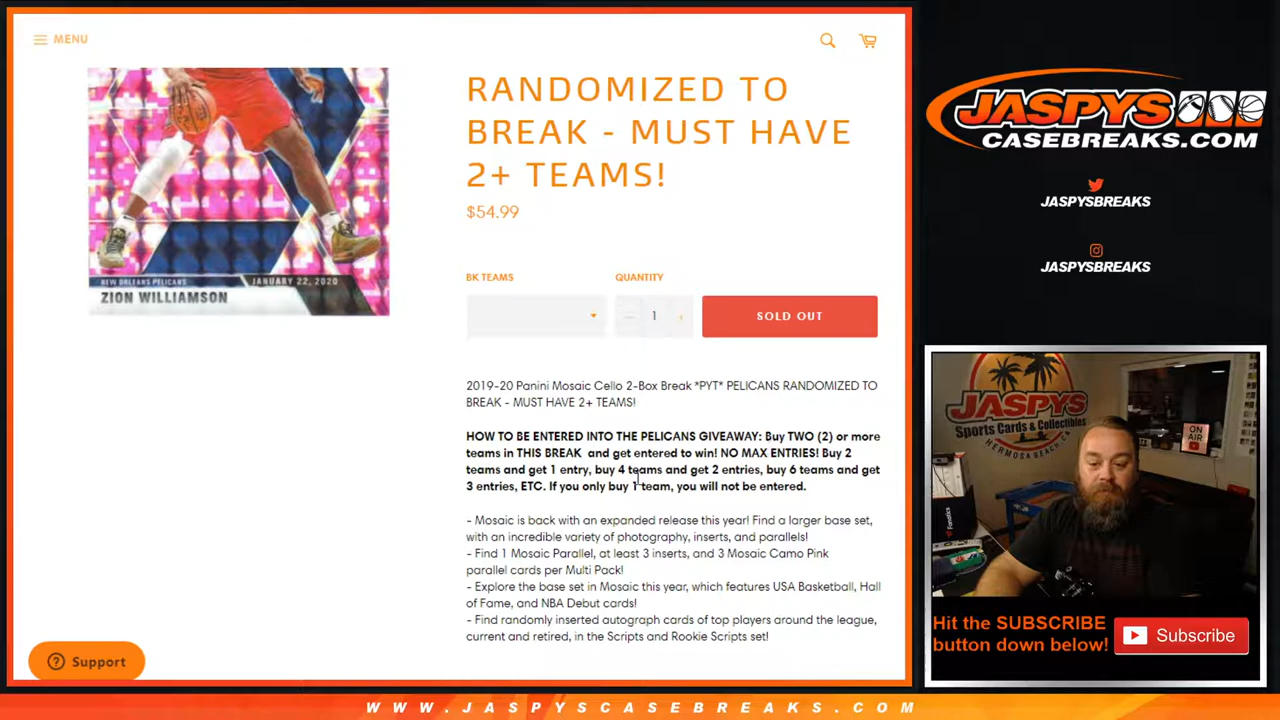 MENU
RANDOMIZED TO
BREAK - MUST HAVE
2+ TEAMS!
$54.99
BK TEAMS
QUANTITY
1
SOLD OUT
NEW ORLEANS PELICANS
JANUARY 22, 2020
ZION WILLIAMSON
2019-20 Panini Mosaic Cello 2-Box Break *PYT* PELICANS RANDOMIZED TO
BREAK - MUST HAVE 2+ TEAMS!
HOW TO BE ENTERED INTO THE PELICANS GIVEAWAY: Buy TWO (2) or more
teams in THIS BREAK and get entered to win! NO MAX ENTRIES! Buy 2
teams and get 1 entry, buy 4 teams and get 2 entries, buy 6 teams and get
3 entries, ETC. If you only buy 1 team, you will not be entered.
- Mosaic is back with an expanded release this year! Find a larger base set,
with an incredible variety of photography, inserts, and parallels!
- Find 1 Mosaic Parallel, at least 3 inserts, and 3 Mosaic Camo Pink
parallel cards per Multi Pack!
- Explore the base set in Mosaic this year, which features USA Basketball, Hall
of Fame, and NBA Debut cards!
- Find randomly inserted autograph cards of top players around the league,
current and retired, in the Scripts and Rookie Scripts set!
Support
JASPYS
CASEBREAKS.COM
JASPYSBREAKS
JASPYSBREAKS
JASPYS
Sports Cards & Collectibles
HERMOSA BEACH
ON
AIR
Fanatics
Hit the SUBSCRIBE
button down below!
Subscribe
WWW.JASPYSCASEBREAKS.COM